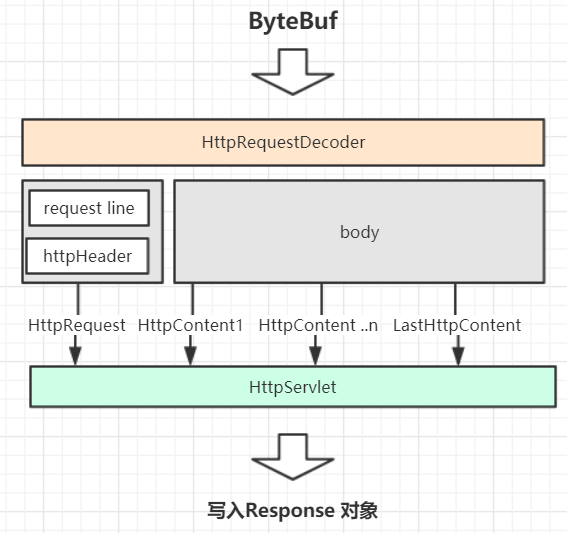 ByteBuf
HttpRequestDecoder
request line
httpHeader
body
HttpRequest
HttpContent1
HttpContent ..n
LastHttpContent
HttpServlet
写入Response 对象